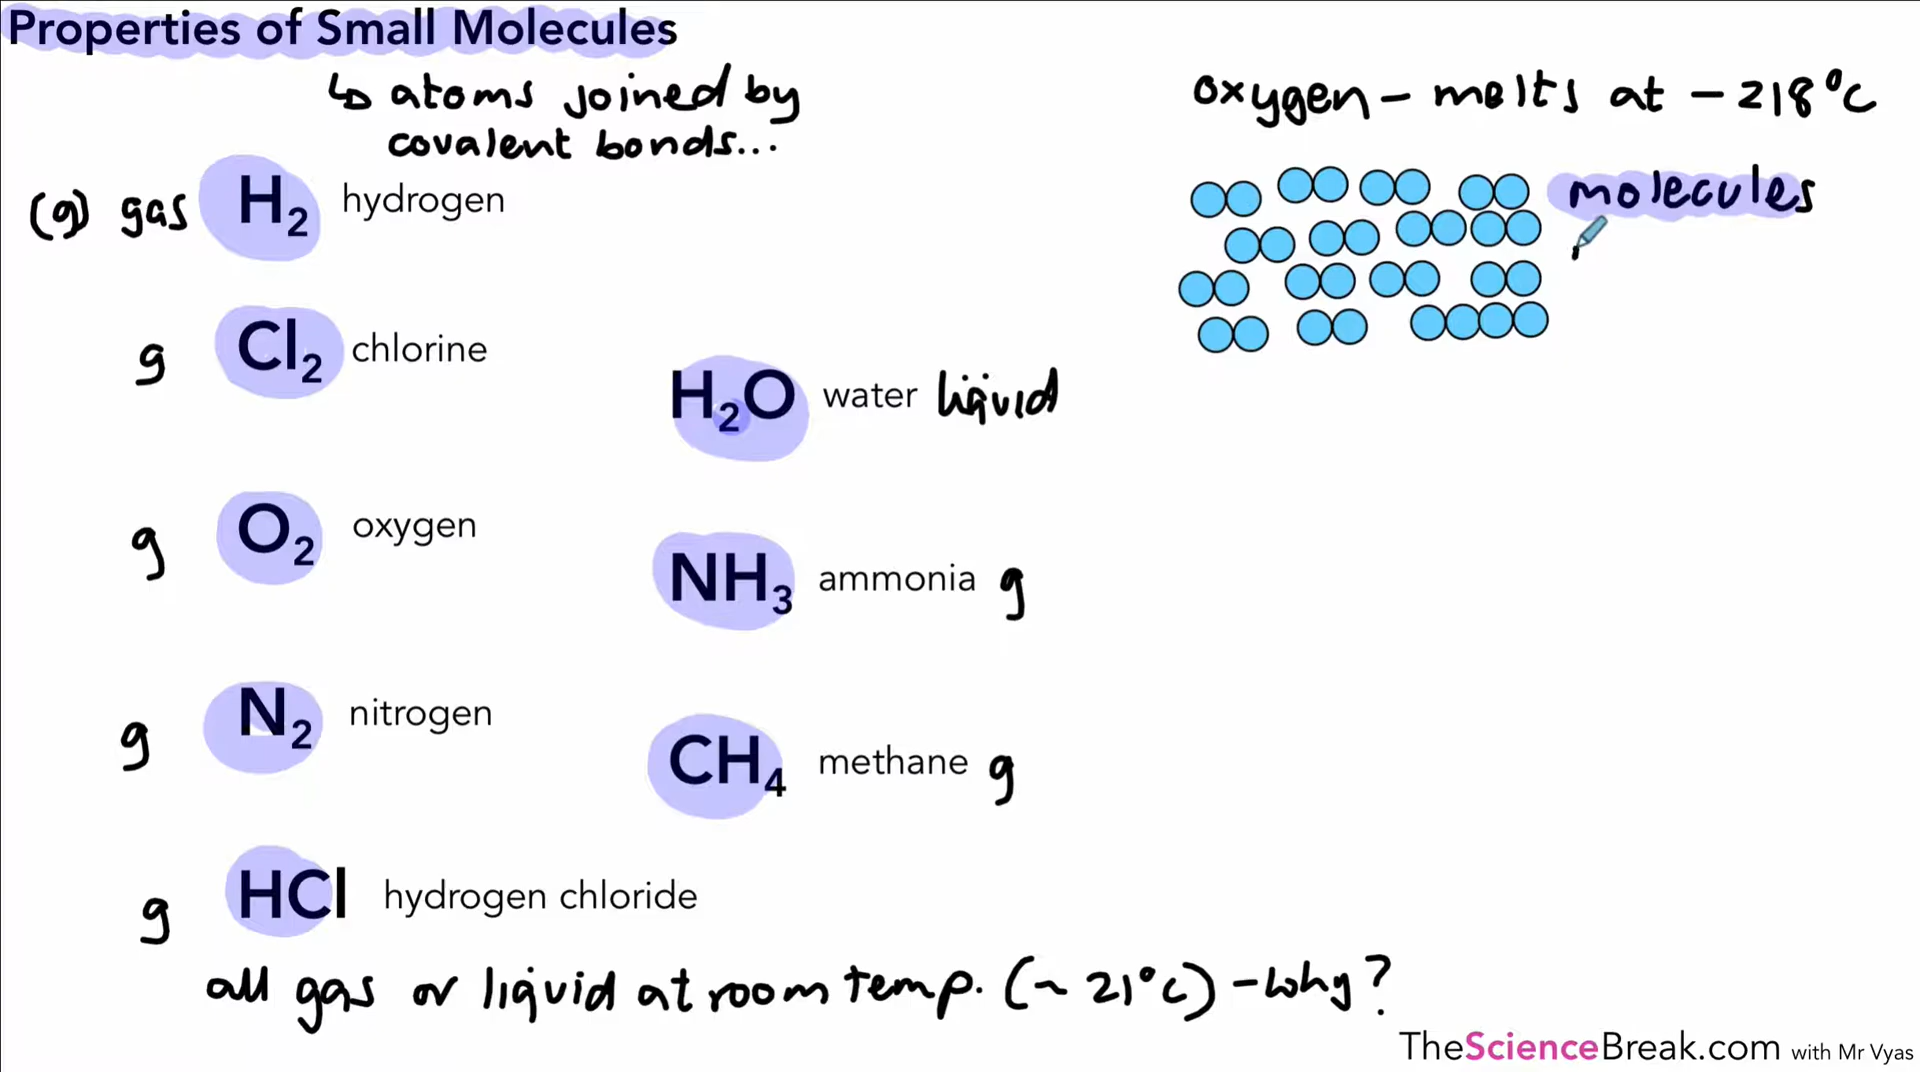 Properties of Small Molecules
↳ atoms joined by
covalent bonds...
(g) gas H₂ hydrogen
g Cl₂ chlorine
g O₂ oxygen
g N₂ nitrogen
g HCl hydrogen chloride
H₂O water liquid
NH₃ ammonia g
CH₄ methane g
oxygen – melts at –218°C
molecules
all gas or liquid at room temp. (~ 21°C) – why?
TheScienceBreak.com with Mr Vyas